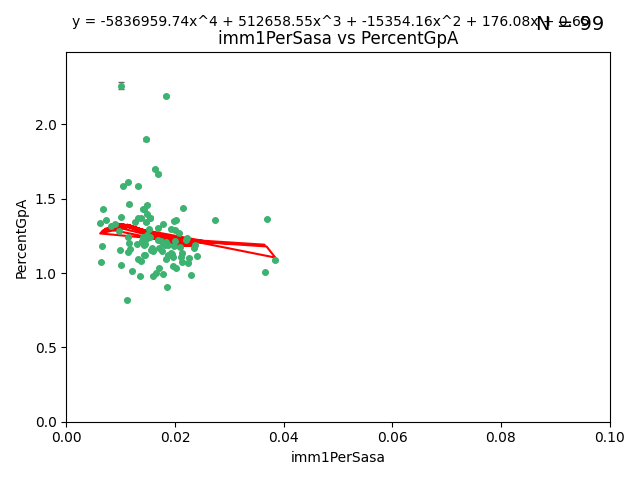 y = -5836959.74x^4 + 512658.55x^3 + -15354.16x^2 + 176.08x + 0.65
N = 99
imm1PerSasa vs PercentGpA
PercentGpA
2.0
1.5
1.0
0.5
0.0
0.00 0.02 0.04 0.06 0.08 0.10
imm1PerSasa